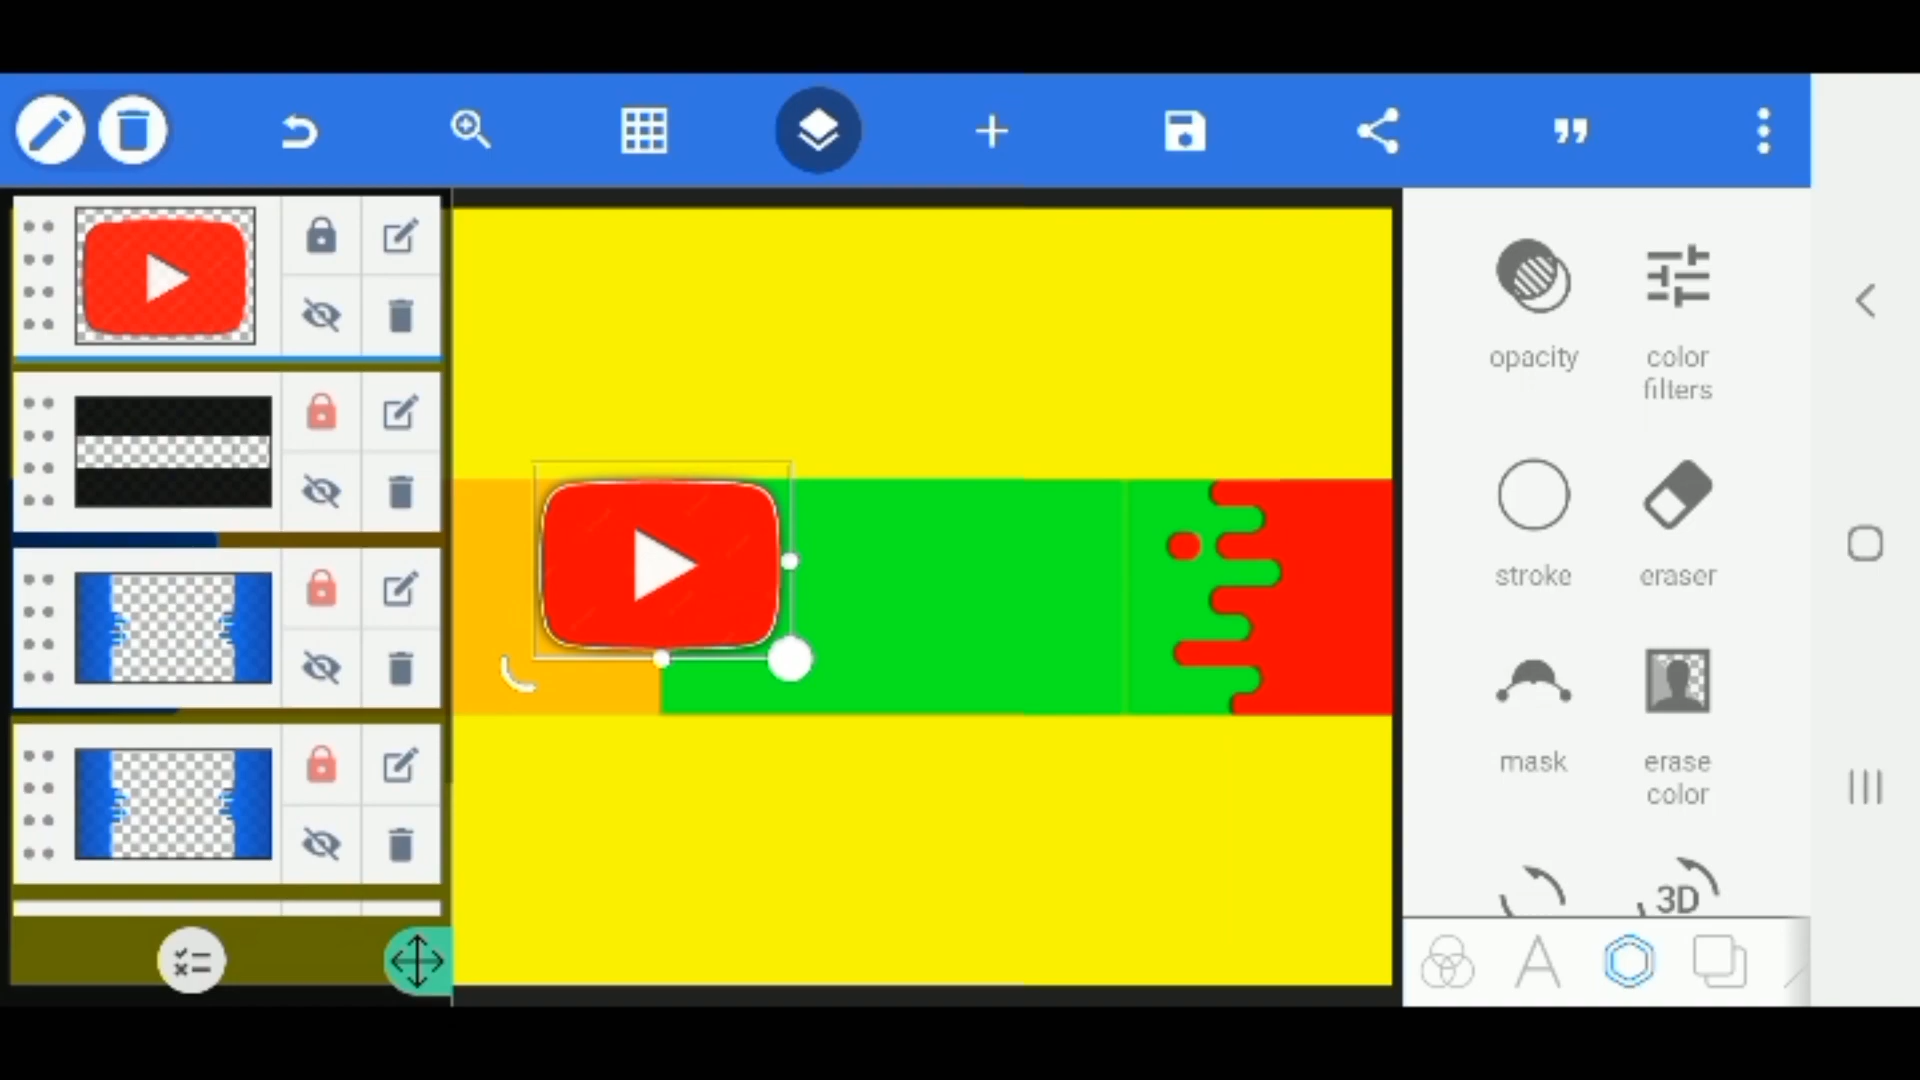 opacity
color
filters
stroke
eraser
mask
erase
color
3D